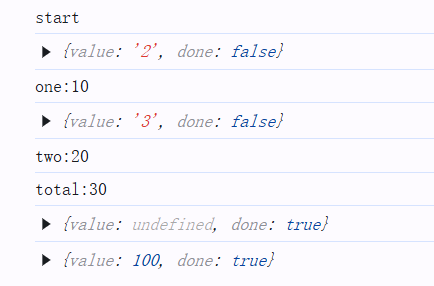 start
▶ {value: '2', done: false}
one:10
▶ {value: '3', done: false}
two:20
total:30
▶ {value: undefined, done: true}
▶ {value: 100, done: true}